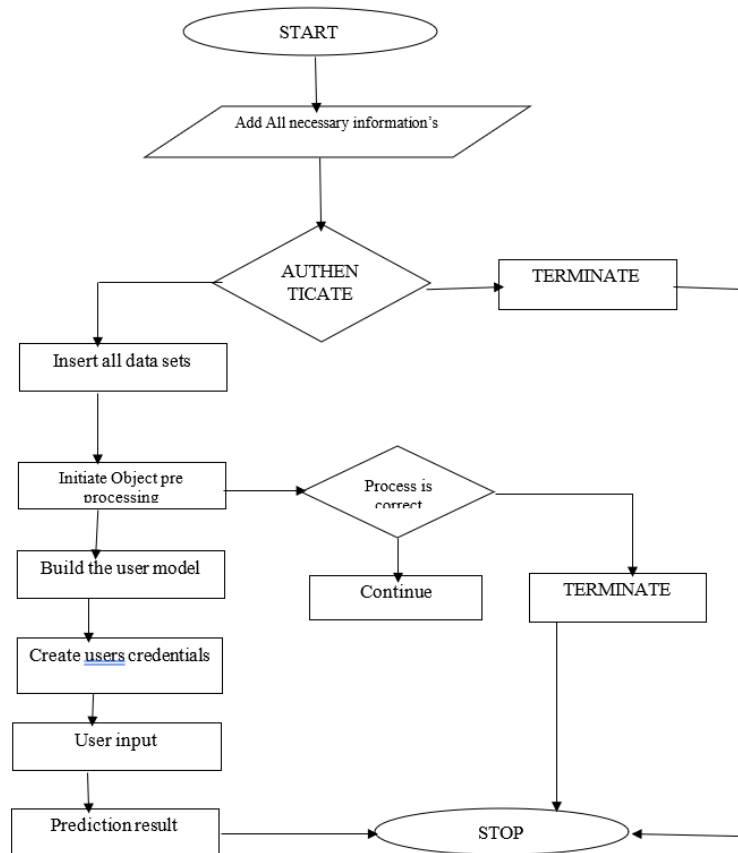 START
Add All necessary information's
AUTHEN
TICATE
TERMINATE
Insert all data sets
Initiate Object pre
processing
Process is
correct
Build the user model
Continue
TERMINATE
Create users credentials
User input
Prediction result
STOP